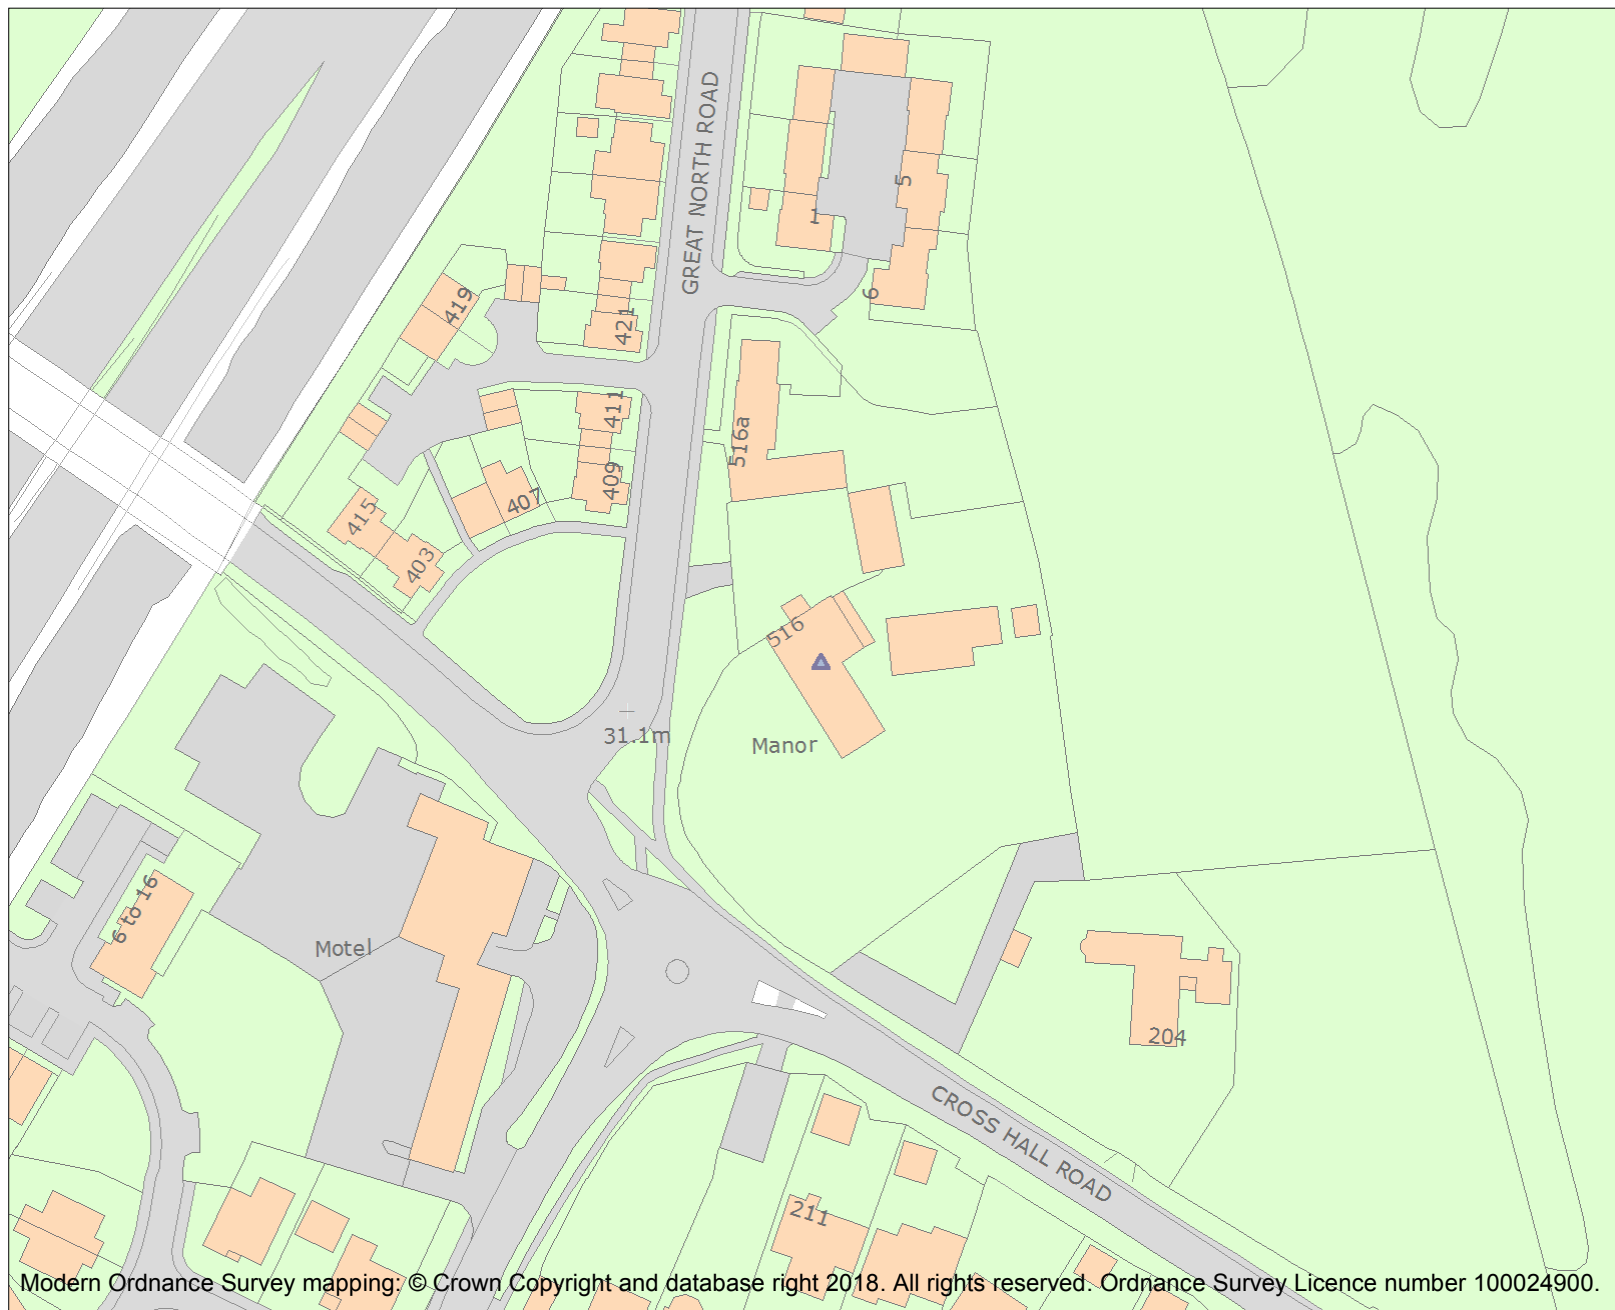 GREAT NORTH ROAD
5
1
6
419
421
411
516a
409
407
415
403
516
31.1m
Manor
6 to 16
Motel
204
CROSS HALL ROAD
211
Modern Ordnance Survey mapping: © Crown Copyright and database right 2018. All rights reserved. Ordnance Survey Licence number 100024900.